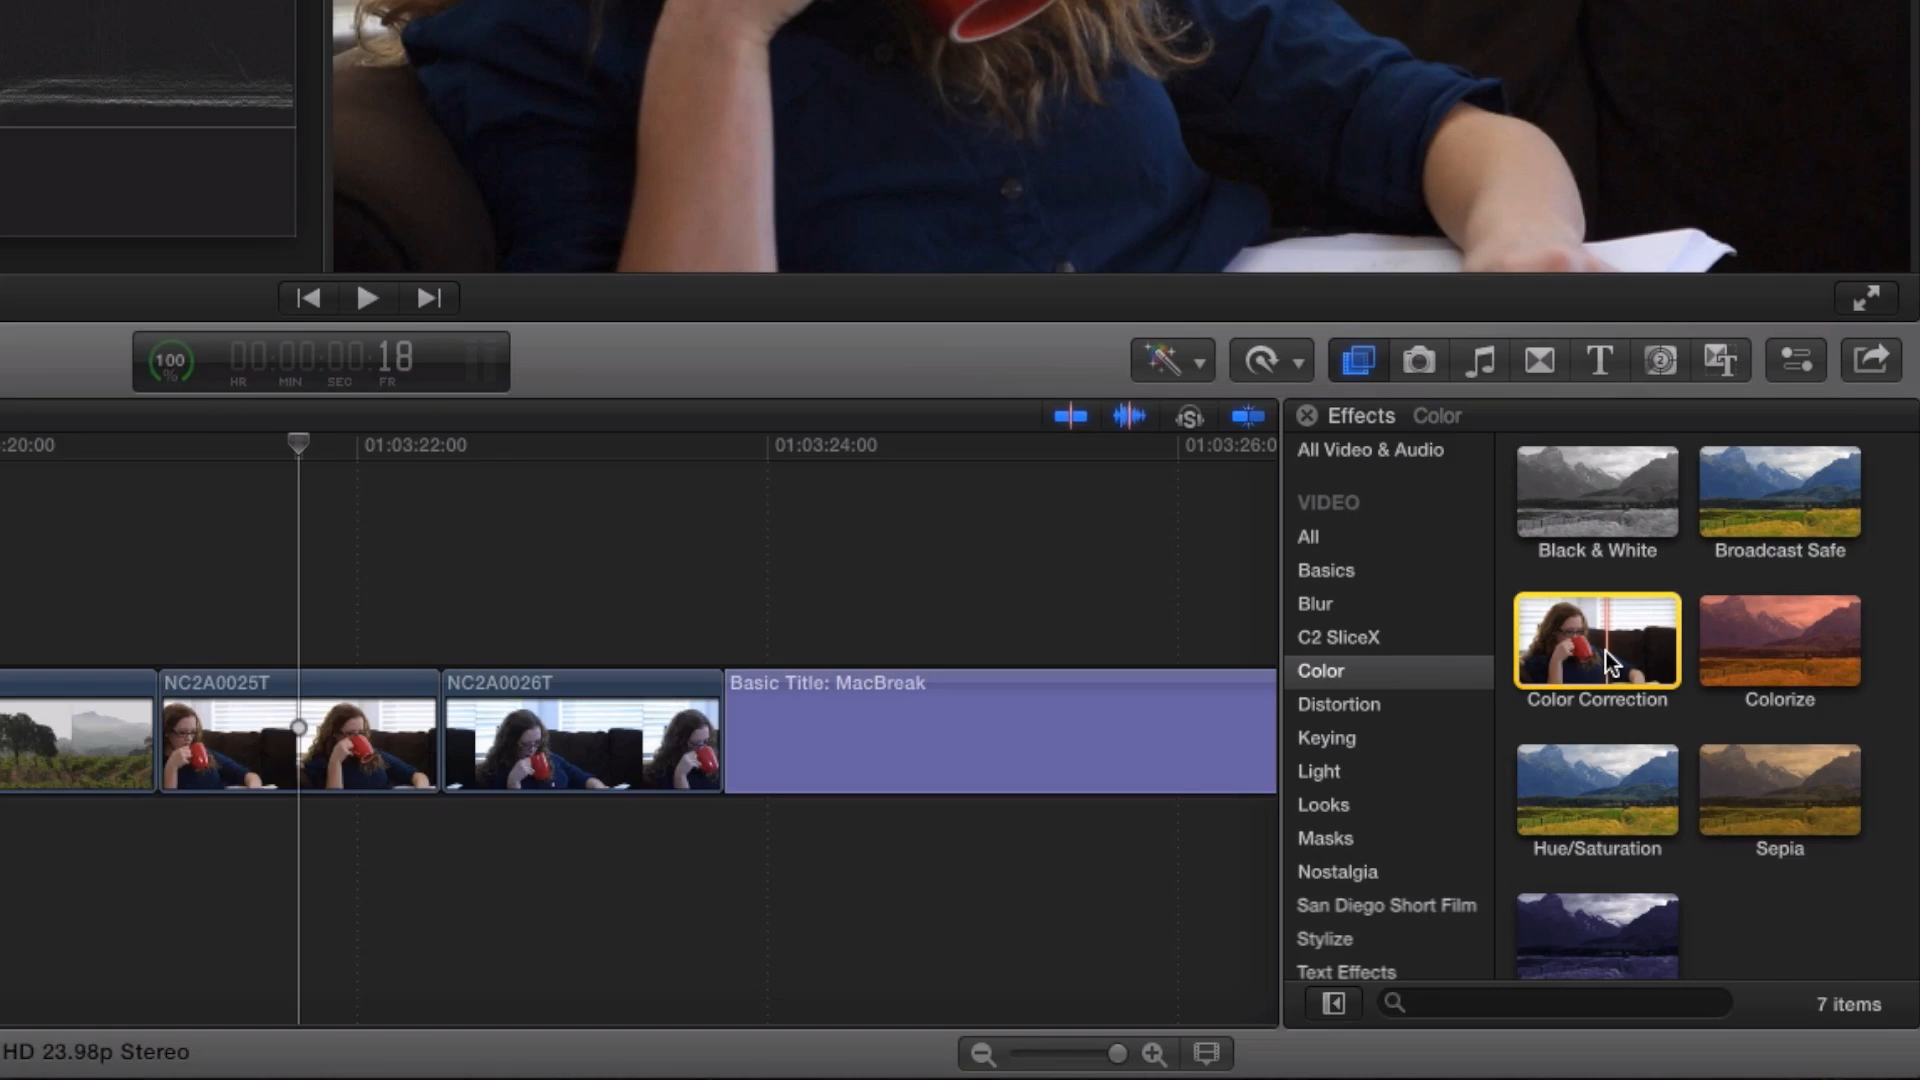 100
%
00:00:00:18
HR MIN SEC FR
T
Effects Color
:20:00
01:03:22:00
01:03:24:00
01:03:26:0
All Video & Audio
VIDEO
All
Basics
Blur
C2 SliceX
Color
Distortion
Keying
Light
Looks
Masks
Nostalgia
San Diego Short Film
Stylize
Text Effects
Black & White
Broadcast Safe
Color Correction
Colorize
Hue/Saturation
Sepia
NC2A0025T
NC2A0026T
Basic Title: MacBreak
7 items
HD 23.98p Stereo